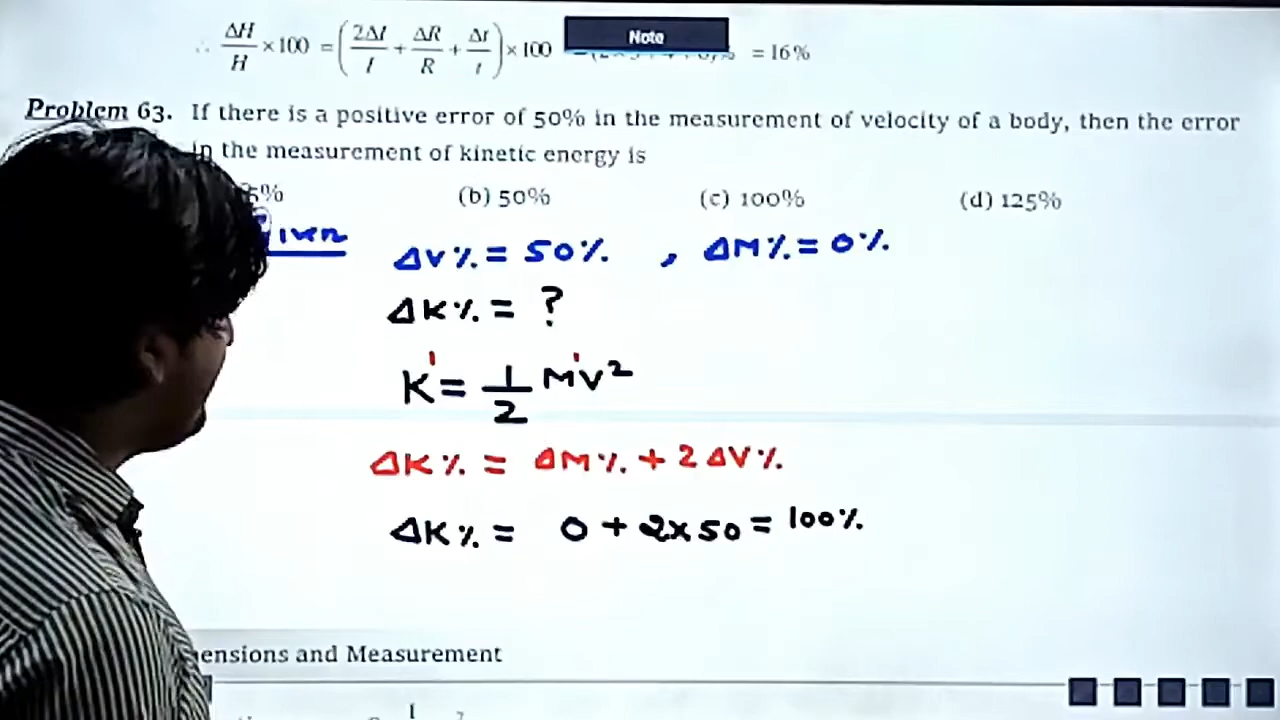 ∴ ΔH/H ×100 = (2ΔI/I + ΔR/R + Δt/t) × 100 = 16%
Note
Problem 63. If there is a positive error of 50% in the measurement of velocity of a body, then the error
in the measurement of kinetic energy is
(b) 50% (c) 100% (d) 125%
Given ΔV% = 50% , ΔM% = 0%
ΔK% = ?
K' = 1/2 M'V²
ΔK% = ΔM% + 2ΔV%
ΔK% = 0 + 2×50 = 100%
ensions and Measurement